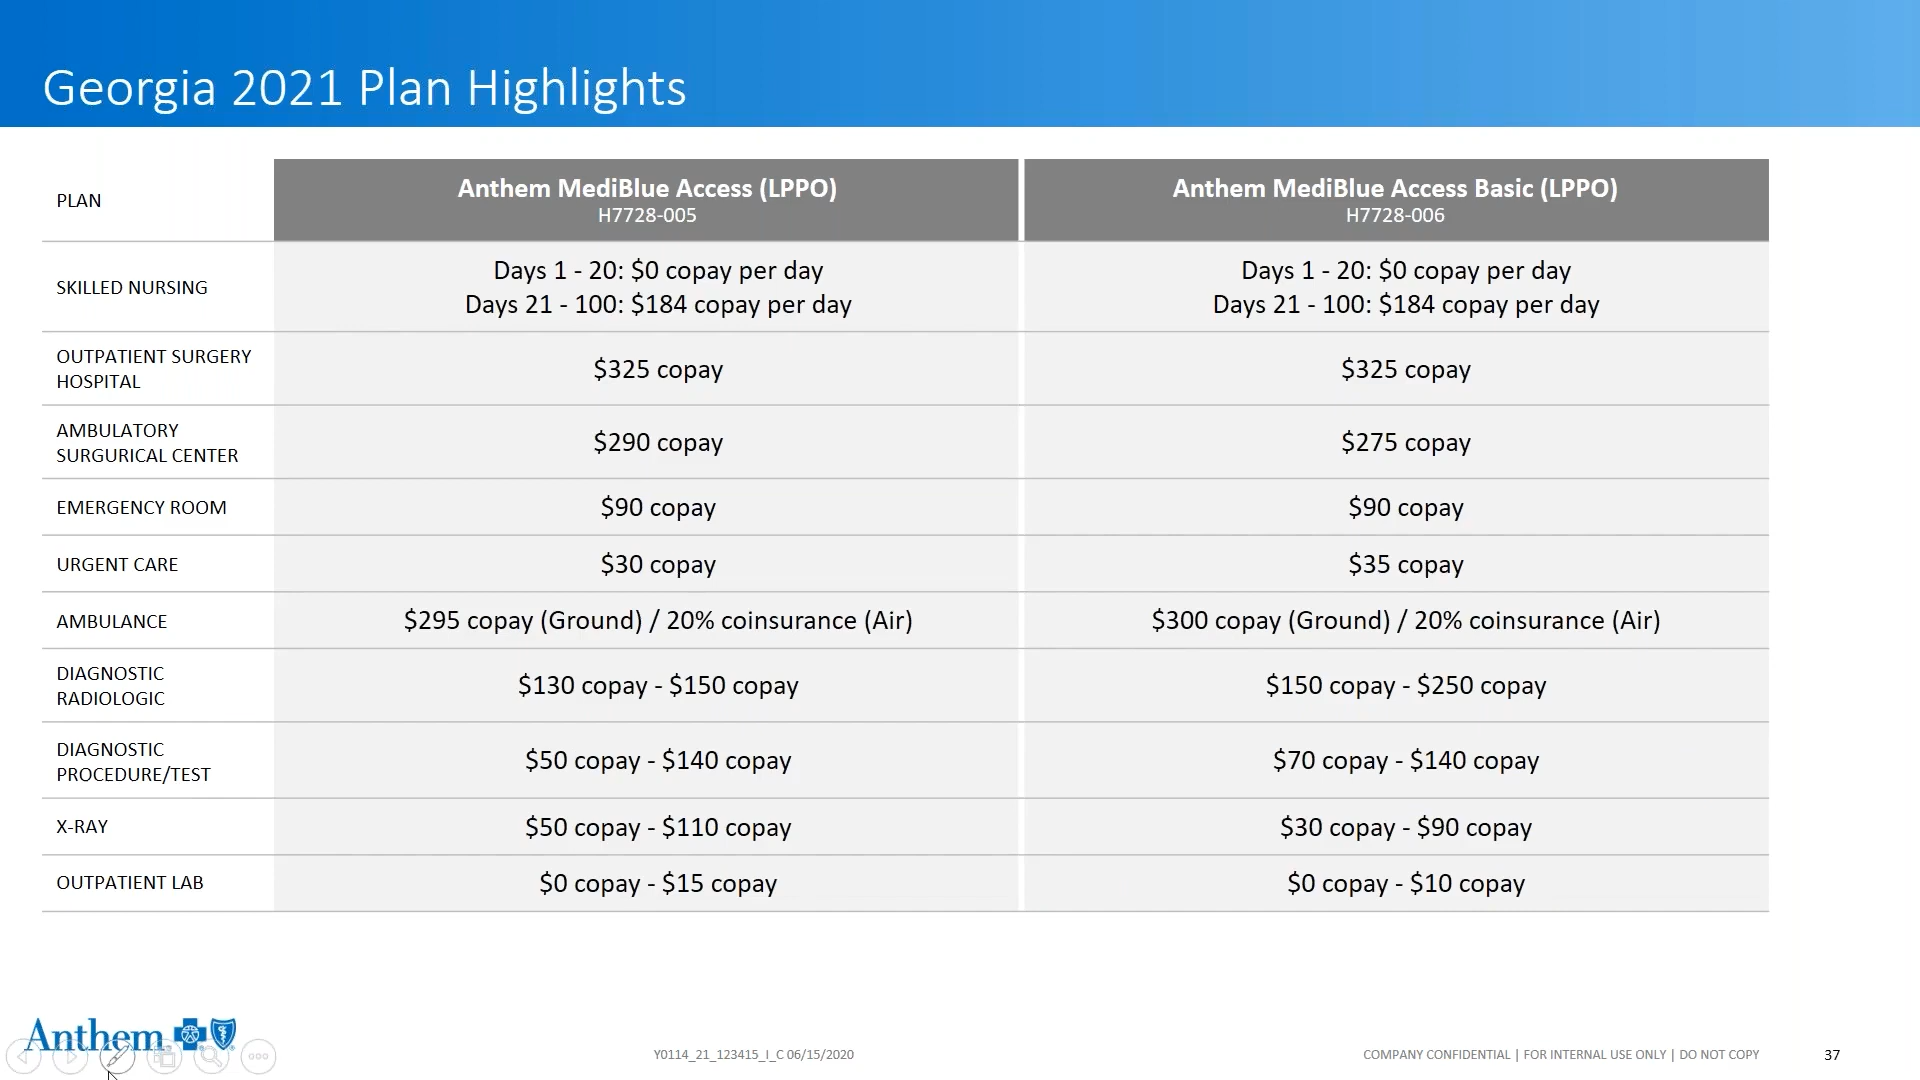 Georgia 2021 Plan Highlights
PLAN
Anthem MediBlue Access (LPPO)
H7728-005
Anthem MediBlue Access Basic (LPPO)
H7728-006
SKILLED NURSING
Days 1 - 20: $0 copay per day
Days 21 - 100: $184 copay per day
Days 1 - 20: $0 copay per day
Days 21 - 100: $184 copay per day
OUTPATIENT SURGERY
HOSPITAL
$325 copay
$325 copay
AMBULATORY
SURGURICAL CENTER
$290 copay
$275 copay
EMERGENCY ROOM
$90 copay
$90 copay
URGENT CARE
$30 copay
$35 copay
AMBULANCE
$295 copay (Ground) / 20% coinsurance (Air)
$300 copay (Ground) / 20% coinsurance (Air)
DIAGNOSTIC
RADIOLOGIC
$130 copay - $150 copay
$150 copay - $250 copay
DIAGNOSTIC
PROCEDURE/TEST
$50 copay - $140 copay
$70 copay - $140 copay
X-RAY
$50 copay - $110 copay
$30 copay - $90 copay
OUTPATIENT LAB
$0 copay - $15 copay
$0 copay - $10 copay
Anthem
Y0114_21_123415_I_C 06/15/2020
COMPANY CONFIDENTIAL | FOR INTERNAL USE ONLY | DO NOT COPY
37